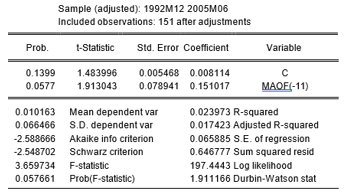 Sample (adjusted): 1992M12 2005M06
Included observations: 151 after adjustments
Prob. t-Statistic Std. Error Coefficient Variable
0.1399 1.483996 0.005468 0.008114 C
0.0577 1.913043 0.078941 0.151017 MAOF(-11)
0.010163 Mean dependent var 0.023973 R-squared
0.066466 S.D. dependent var 0.017423 Adjusted R-squared
-2.588666 Akaike info criterion 0.065885 S.E. of regression
-2.548702 Schwarz criterion 0.646777 Sum squared resid
3.659734 F-statistic 197.4443 Log likelihood
0.057661 Prob(F-statistic) 1.911166 Durbin-Watson stat